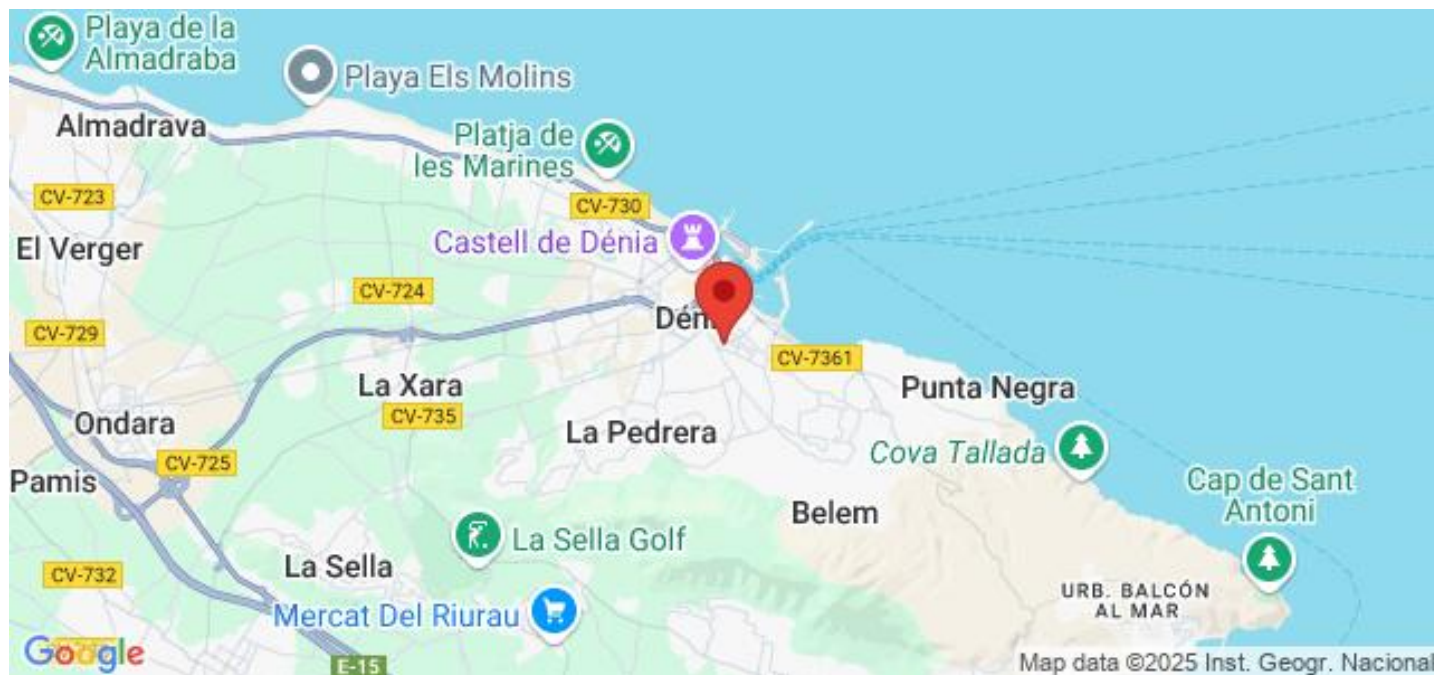 Playa de la
Almadraba
Playa Els Molins
Almadrava
Platja de
les Marines
CV-723
CV-730
El Verger
Castell de Dénia
CV-724
Déni
CV-729
CV-7361
La Xara
Punta Negra
CV-735
Ondara
La Pedrera
Cova Tallada
CV-725
Pamis
Cap de Sant
Antoni
Belem
La Sella Golf
La Sella
CV-732
URB. BALCÓN
AL MAR
Mercat Del Riurau
Google
E-15
Map data ©2025 Inst. Geogr. Nacional